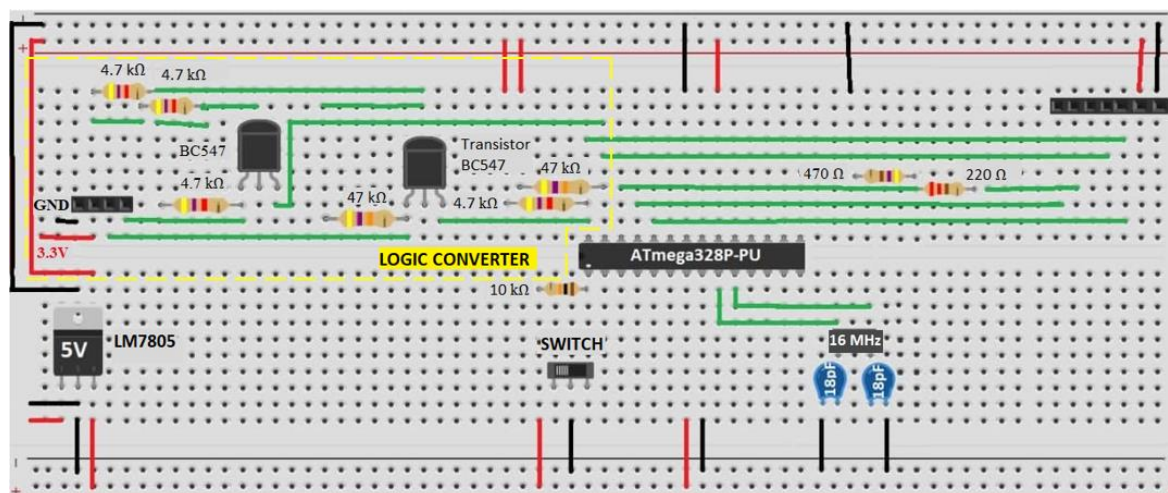 4.7 kΩ
4.7 kΩ
BC547
Transistor
BC547
4.7 kΩ
47 kΩ
47 kΩ
4.7 kΩ
470 Ω
220 Ω
GND
3.3V
LOGIC CONVERTER
ATmega328P-PU
10 kΩ
5V
LM7805
SWITCH
16 MHz
18pF
18pF